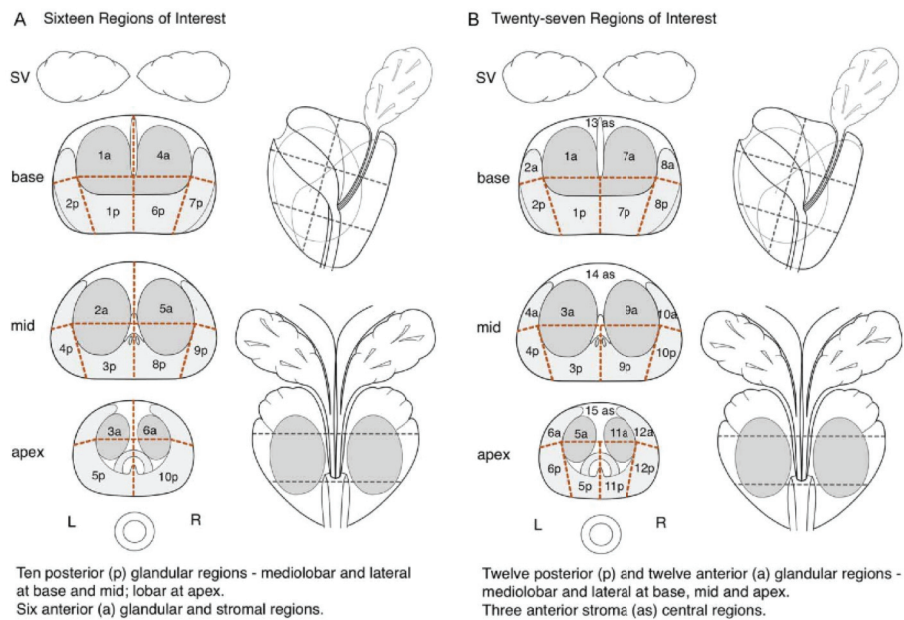 A Sixteen Regions of Interest
SV
base
1a 4a
2p 1p 6p 7p
mid
2a 5a
4p 3p 8p 9p
apex
3a 6a
5p 10p
L R
Ten posterior (p) glandular regions - mediolobar and lateral
at base and mid; lobar at apex.
Six anterior (a) glandular and stromal regions.
B Twenty-seven Regions of Interest
SV
base
13 as
2a 1a 7a 8a
2p 1p 7p 8p
mid
14 as
4a 3a 9a 10a
4p 3p 9p 10p
apex
15 as
6a 5a 11a 12a
6p 5p 11p 12p
L R
Twelve posterior (p) and twelve anterior (a) glandular regions -
mediolobar and lateral at base, mid and apex.
Three anterior stroma (as) central regions.